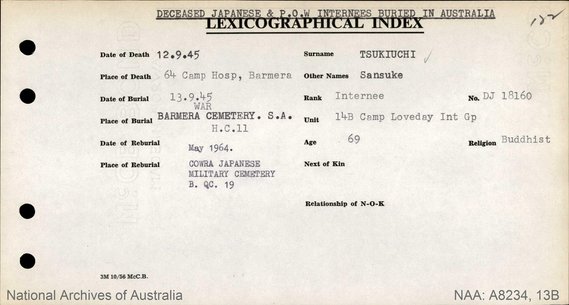 DECEASED JAPANESE & P.O.W INTERNEES BURIED IN AUSTRALIA
LEXICOGRAPHICAL INDEX
Date of Death 12.9.45
Surname TSUKIUCHI
Place of Death 64 Camp Hosp, Barmera
Other Names Sansuke
Date of Burial 13.9.45
Rank Internee No. DJ 18160
WAR
Place of Burial BARMERA CEMETERY. S.A.
H.C.11
Unit 14B Camp Loveday Int Gp
Date of Reburial May 1964.
Age 69 Religion Buddhist
Place of Reburial COWRA JAPANESE
MILITARY CEMETERY
B. QC. 19
Next of Kin
Relationship of N-O-K
3M 10/56 McC.B.
National Archives of Australia
NAA: A8234, 13B